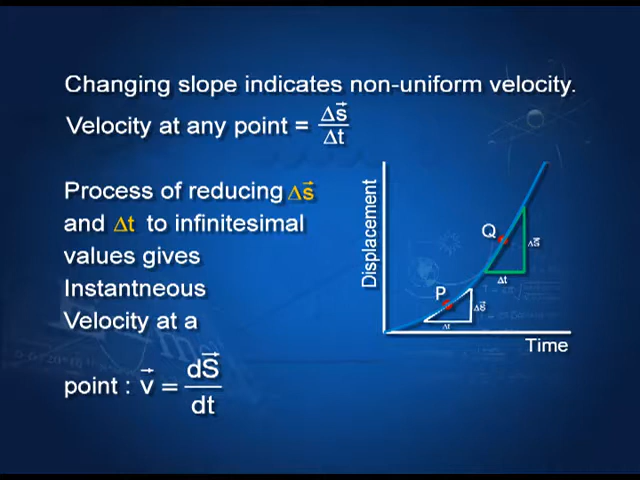 Changing slope indicates non-uniform velocity.
Velocity at any point = Δs⃗/Δt
Process of reducing Δs⃗
and Δt to infinitesimal
values gives
Instantneous
Velocity at a
point : v⃗ = dS⃗/dt
Displacement
Q
Δs⃗
Δt
P
Δs⃗
Δt
Time